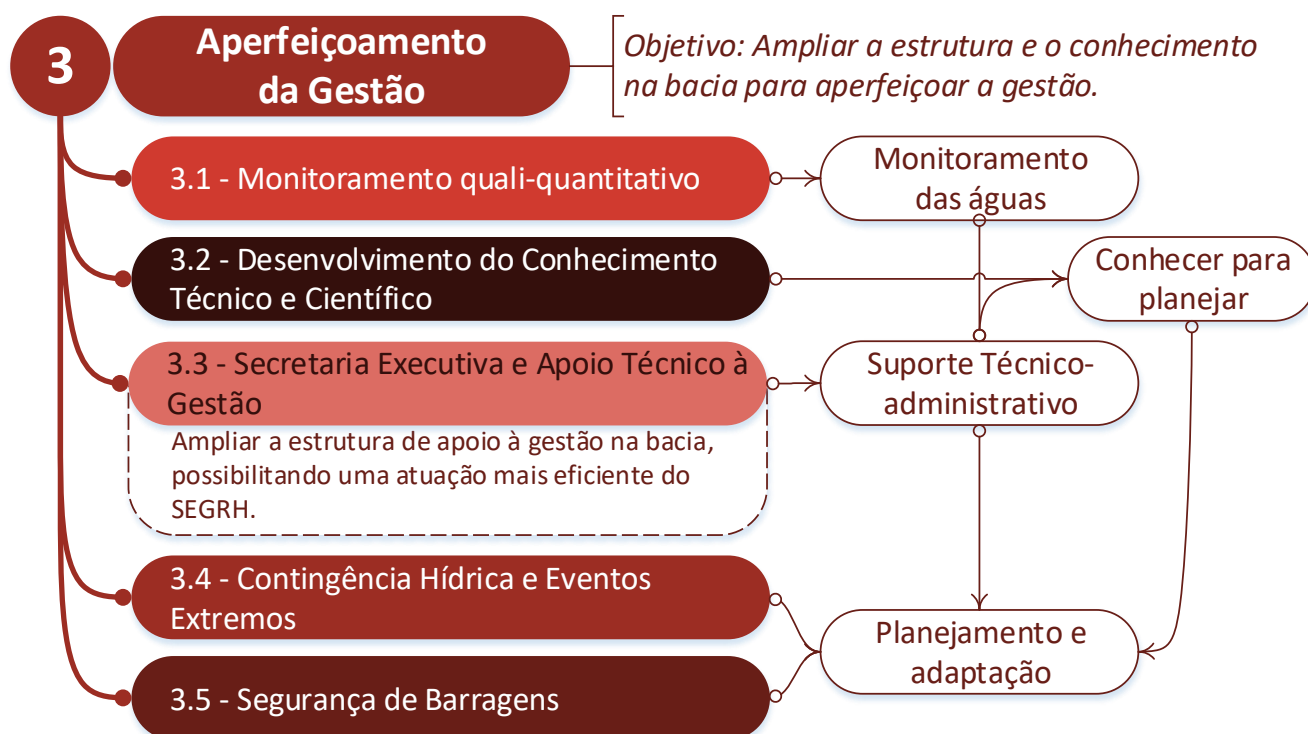 3
Aperfeiçoamento
da Gestão
Objetivo: Ampliar a estrutura e o conhecimento
na bacia para aperfeiçoar a gestão.
3.1 - Monitoramento quali-quantitativo
Monitoramento
das águas
3.2 - Desenvolvimento do Conhecimento
Técnico e Científico
Conhecer para
planejar
3.3 - Secretaria Executiva e Apoio Técnico à
Gestão
Suporte Técnico-
administrativo
Ampliar a estrutura de apoio à gestão na bacia,
possibilitando uma atuação mais eficiente do
SEGRH.
3.4 - Contingência Hídrica e Eventos
Extremos
Planejamento e
adaptação
3.5 - Segurança de Barragens